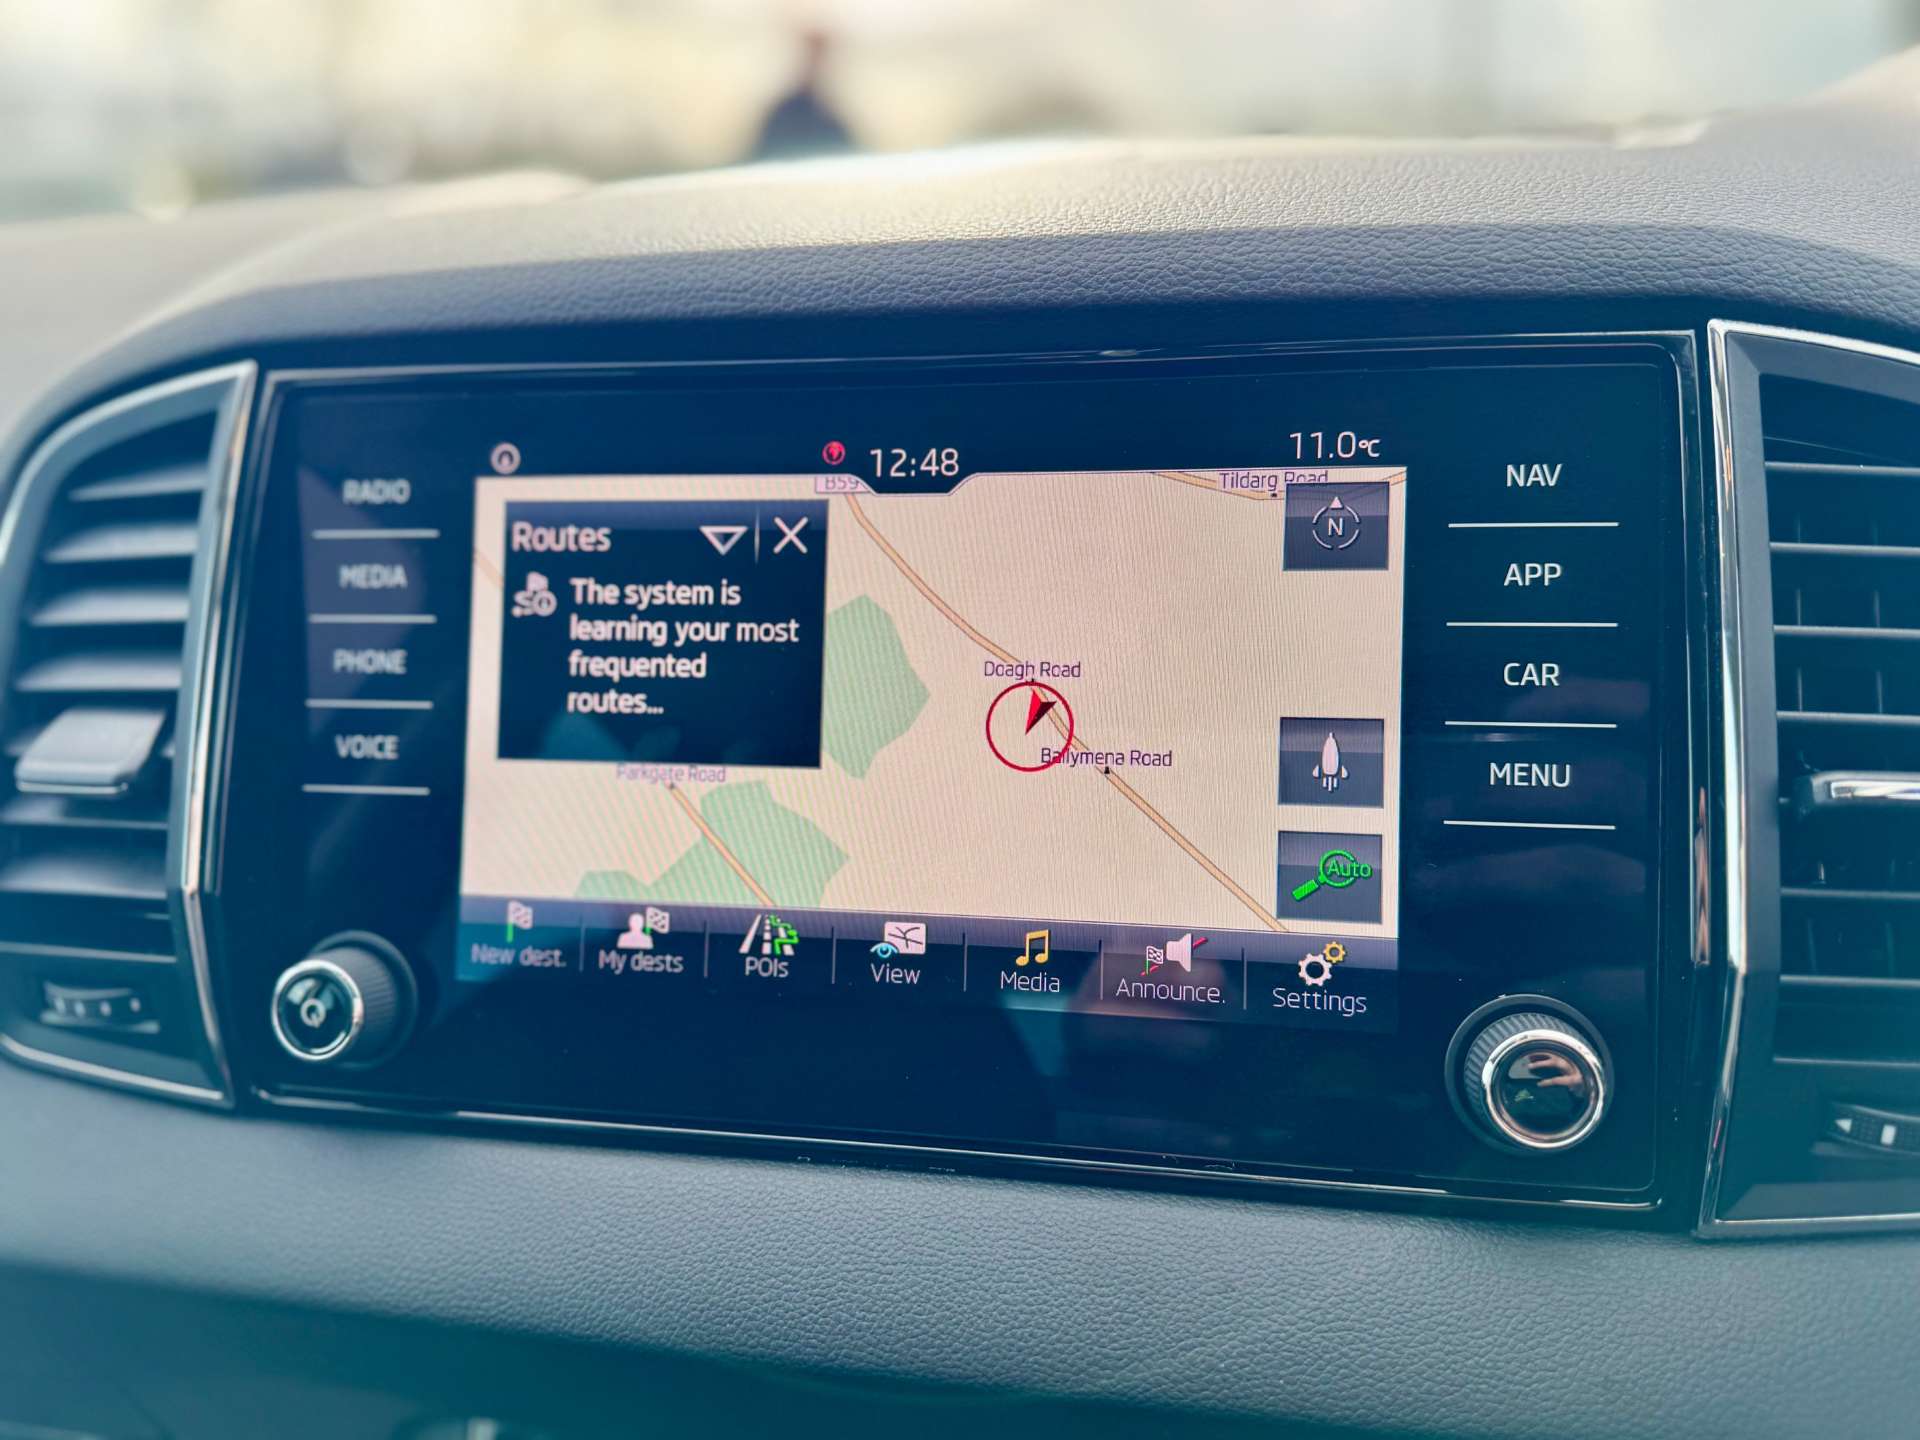 12:48
11.0°C
RADIO
MEDIA
PHONE
VOICE
NAV
APP
CAR
MENU
B59
Tildarg Road
N
Routes
The system is
learning your most
frequented
routes...
Doagh Road
Ballymena Road
Parkgate Road
Auto
New dest.
My dests
POIs
View
Media
Announce.
Settings